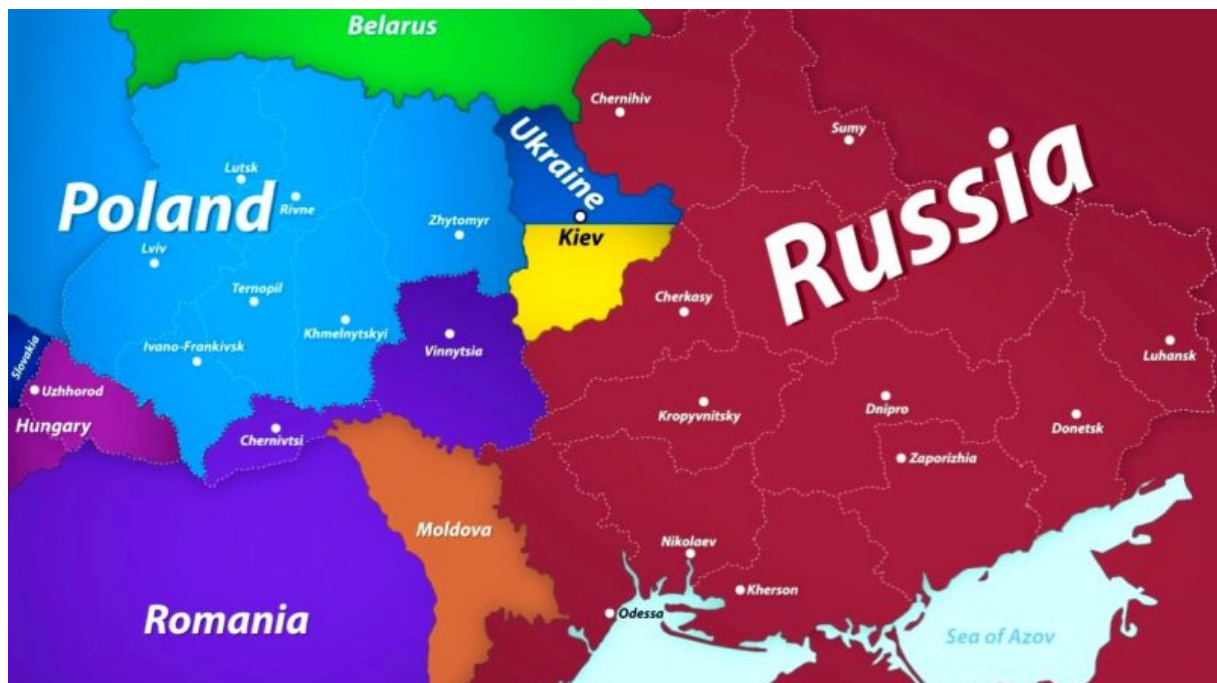 Belarus
Chernihiv
Ukraine
Sumy
Russia
Lutsk
Poland
Rivne
Zhytomyr
Kiev
Lviv
Ternopil
Cherkasy
Khmelnytskyi
Ivano-Frankivsk
Vinnytsia
Luhansk
Slovakia
Uzhhorod
Hungary
Chernivtsi
Kropyvnitsky
Dnipro
Donetsk
Zaporizhia
Moldova
Nikolaev
Kherson
Odessa
Romania
Sea of Azov